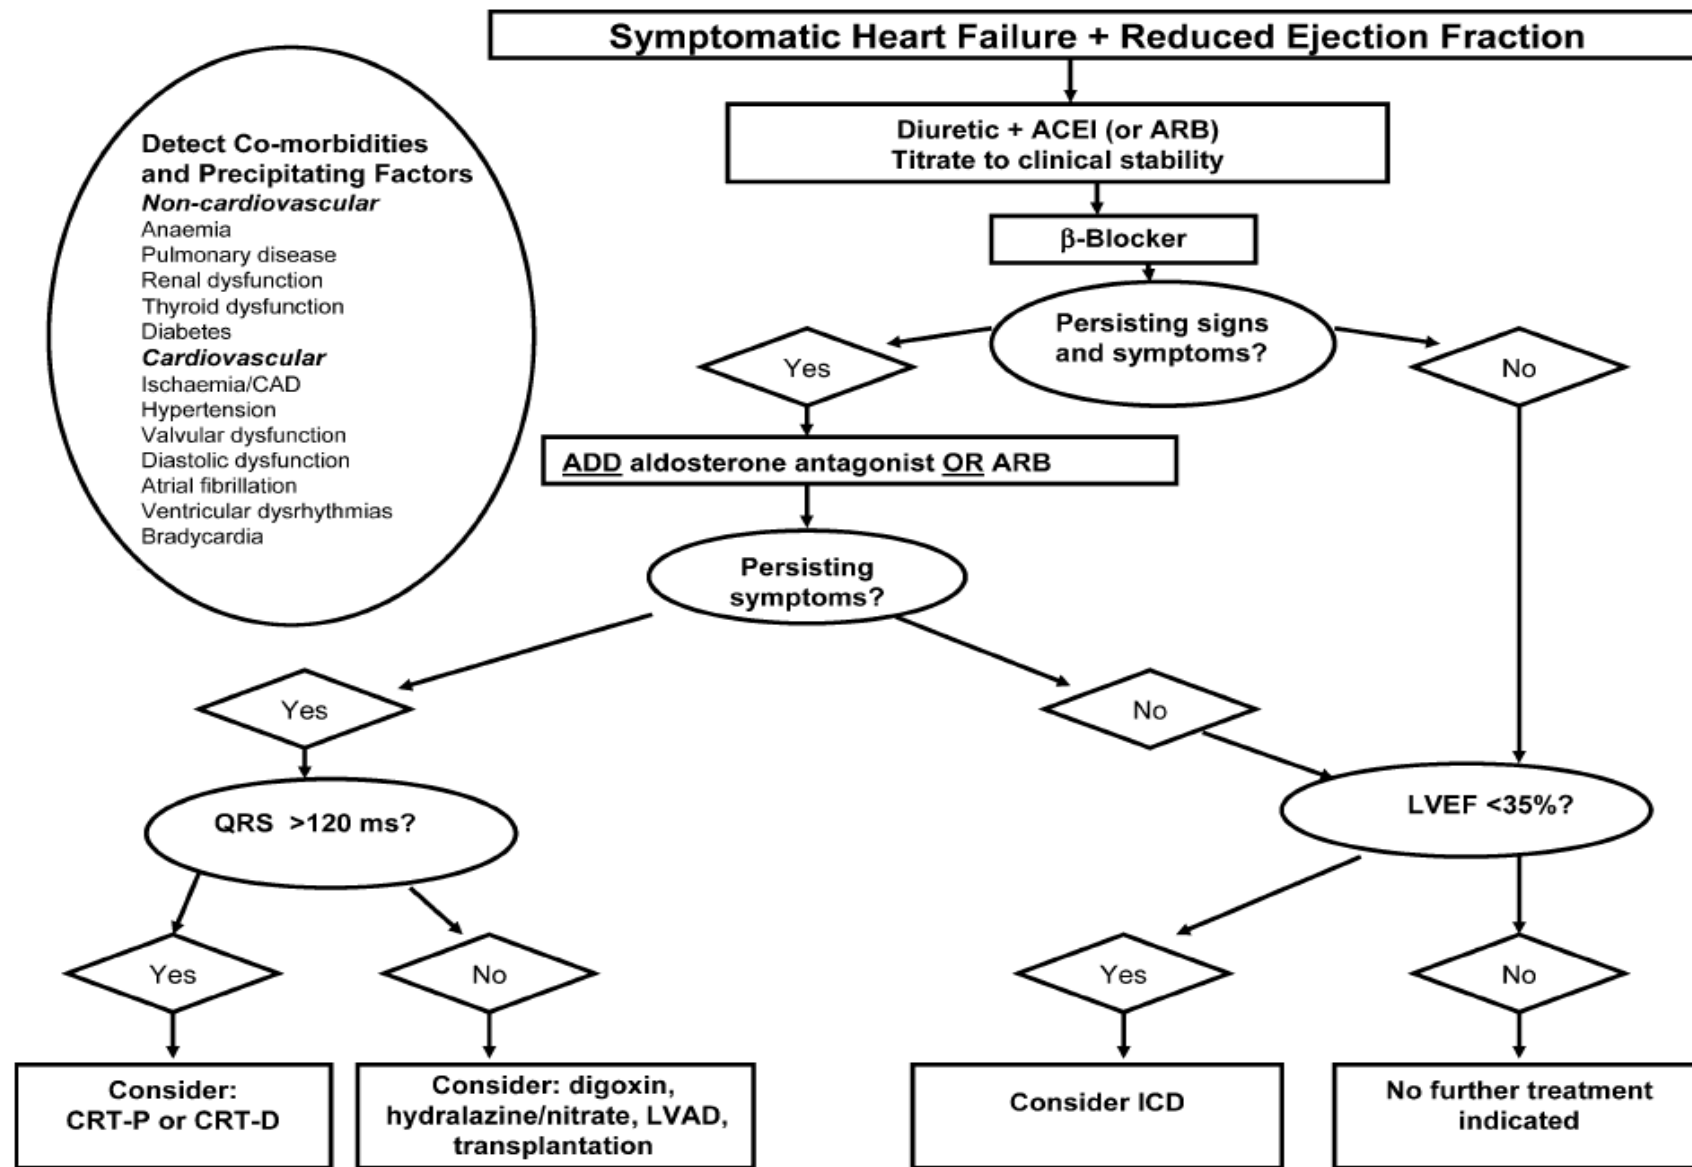 Symptomatic Heart Failure + Reduced Ejection Fraction
Detect Co-morbidities
and Precipitating Factors
Non-cardiovascular
Anaemia
Pulmonary disease
Renal dysfunction
Thyroid dysfunction
Diabetes
Cardiovascular
Ischaemia/CAD
Hypertension
Valvular dysfunction
Diastolic dysfunction
Atrial fibrillation
Ventricular dysrhythmias
Bradycardia
Diuretic + ACEI (or ARB)
Titrate to clinical stability
β-Blocker
Persisting signs
and symptoms?
Yes
No
ADD aldosterone antagonist OR ARB
Persisting
symptoms?
Yes
No
QRS >120 ms?
LVEF <35%?
Yes
No
Yes
No
Consider:
CRT-P or CRT-D
Consider: digoxin,
hydralazine/nitrate, LVAD,
transplantation
Consider ICD
No further treatment
indicated